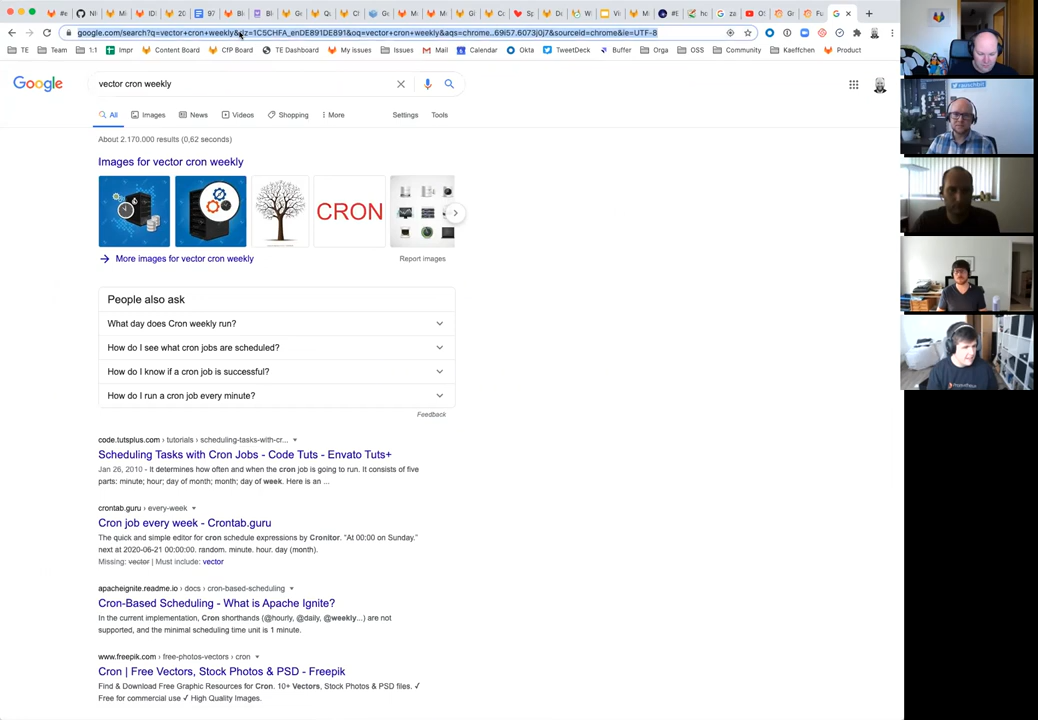 google.com/search?q=vector+cron+weekly&rlz=1C5CHFA_enDE891DE891&oq=vector+cron+weekly&aqs=chrome..69i57.6073j0j7&sourceid=chrome&ie=UTF-8
TE Team 1:1 Impr Content Board CfP Board TE Dashboard My issues Issues Mail Calendar Okta TweetDeck Buffer Orga OSS Community Kaeffchen Product
Google
vector cron weekly
All Images News Videos Shopping More Settings Tools
About 2.170.000 results (0,62 seconds)
Images for vector cron weekly
CRON
More images for vector cron weekly
Report images
People also ask
What day does Cron weekly run?
How do I see what cron jobs are scheduled?
How do I know if a cron job is successful?
How do I run a cron job every minute?
Feedback
code.tutsplus.com › tutorials › scheduling-tasks-with-cr...
Scheduling Tasks with Cron Jobs - Code Tuts - Envato Tuts+
Jan 26, 2010 - It determines how often and when the cron job is going to run. It consists of five
parts: minute; hour; day of month; month; day of week. Here is an ...
crontab.guru › every-week
Cron job every week - Crontab.guru
The quick and simple editor for cron schedule expressions by Cronitor. "At 00:00 on Sunday."
next at 2020-06-21 00:00:00. random. minute. hour. day (month).
Missing: vector | Must include: vector
apacheignite.readme.io › docs › cron-based-scheduling
Cron-Based Scheduling - What is Apache Ignite?
In the current implementation, Cron shorthands (@hourly, @daily, @weekly...) are not
supported, and the minimal scheduling time unit is 1 minute.
www.freepik.com › free-photos-vectors › cron
Cron | Free Vectors, Stock Photos & PSD - Freepik
Find & Download Free Graphic Resources for Cron. 10+ Vectors, Stock Photos & PSD files. ✓
Free for commercial use ✓ High Quality Images.